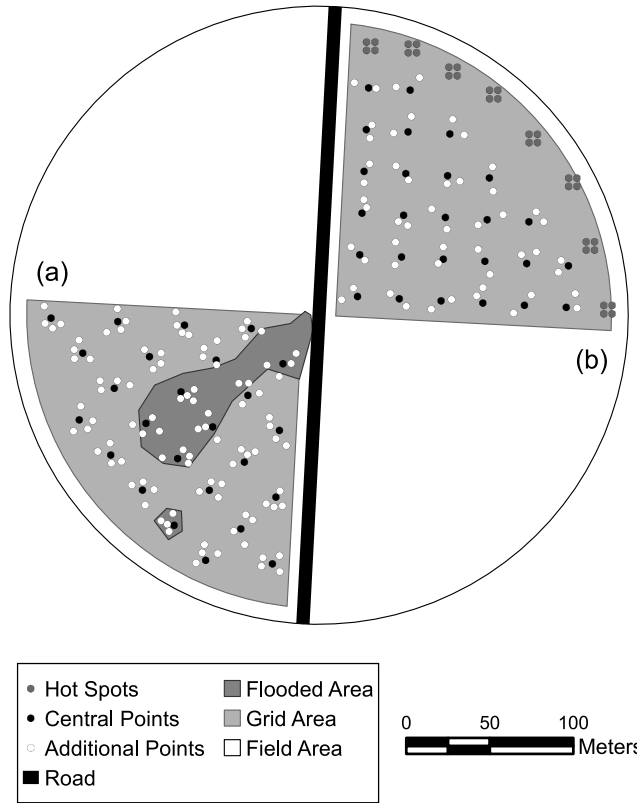 (a)
(b)
Hot Spots
Central Points
Additional Points
Road
Flooded Area
Grid Area
Field Area
0 50 100
Meters